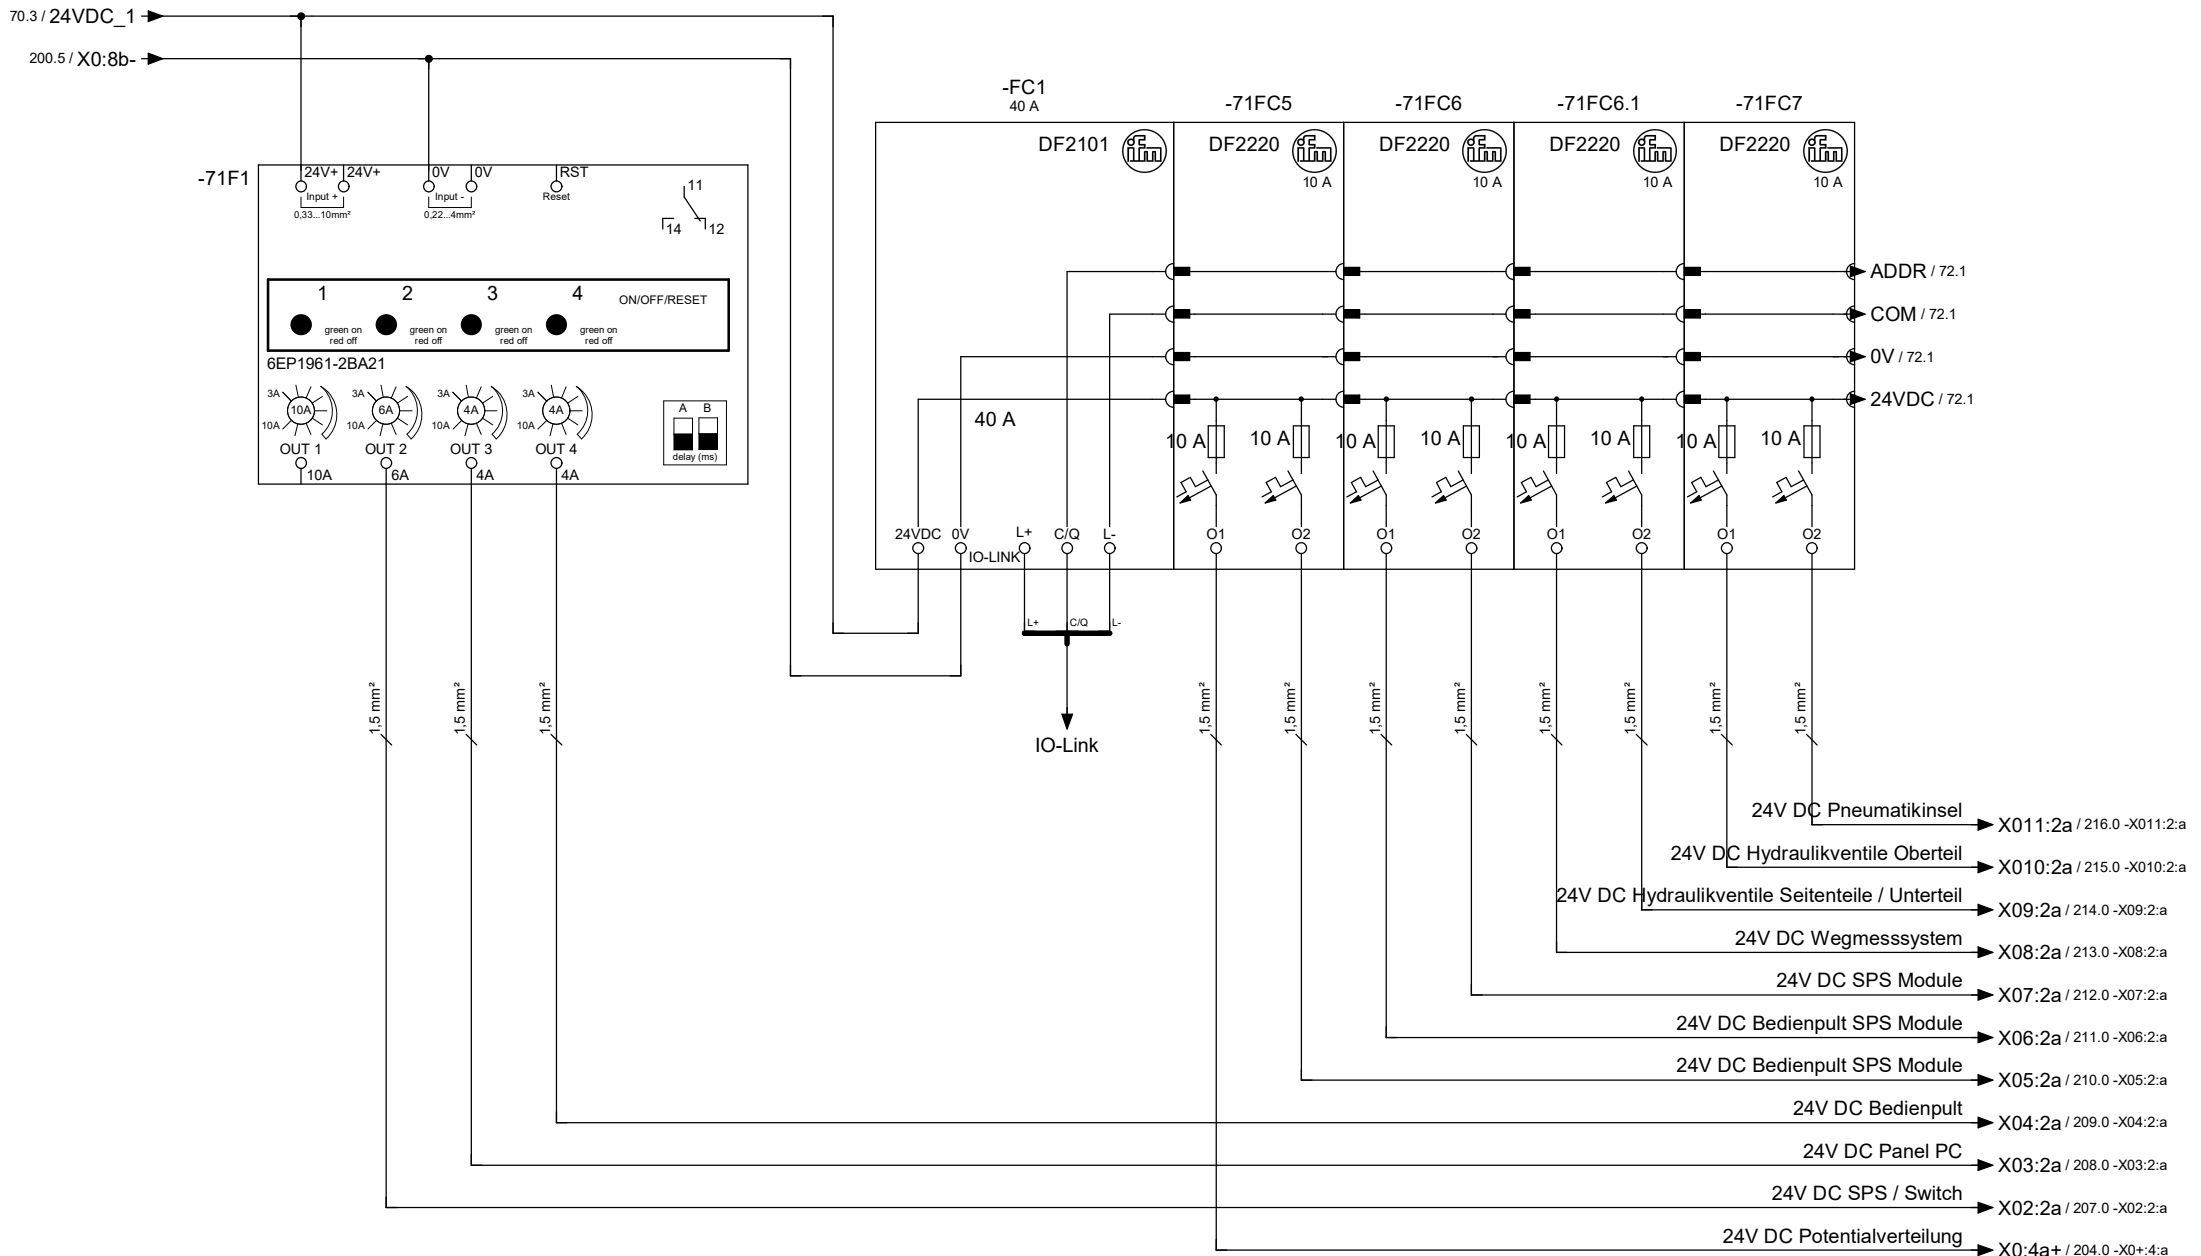 70.3 / 24VDC_1
200.5 / X0:8b-
-71F1
24V+ 24V+ 0V 0V RST
Input + Input - Reset
0,33...10mm² 0,22...4mm²
11
14 12
1 2 3 4 ON/OFF/RESET
green on green on green on green on
red off red off red off red off
6EP1961-2BA21
3A 3A 3A 3A
10A 6A 4A 4A
10A 10A 10A 10A
A B
delay (ms)
OUT 1 OUT 2 OUT 3 OUT 4
10A 6A 4A 4A
-FC1
40 A
-71FC5 -71FC6 -71FC6.1 -71FC7
DF2101 ifm DF2220 ifm DF2220 ifm DF2220 ifm DF2220 ifm
10 A 10 A 10 A 10 A
ADDR / 72.1
COM / 72.1
0V / 72.1
24VDC / 72.1
40 A
10 A 10 A 10 A 10 A 10 A 10 A 10 A 10 A
24VDC 0V L+ C/Q L- O1 O2 O1 O2 O1 O2 O1 O2
IO-LINK
L+ C/Q L-
IO-Link
1,5 mm² 1,5 mm² 1,5 mm² 1,5 mm² 1,5 mm² 1,5 mm² 1,5 mm² 1,5 mm² 1,5 mm² 1,5 mm² 1,5 mm²
24V DC Pneumatikinsel
X011:2a / 216.0 -X011:2:a
24V DC Hydraulikventile Oberteil
X010:2a / 215.0 -X010:2:a
24V DC Hydraulikventile Seitenteile / Unterteil
X09:2a / 214.0 -X09:2:a
24V DC Wegmesssystem
X08:2a / 213.0 -X08:2:a
24V DC SPS Module
X07:2a / 212.0 -X07:2:a
24V DC Bedienpult SPS Module
X06:2a / 211.0 -X06:2:a
24V DC Bedienpult SPS Module
X05:2a / 210.0 -X05:2:a
24V DC Bedienpult
X04:2a / 209.0 -X04:2:a
24V DC Panel PC
X03:2a / 208.0 -X03:2:a
24V DC SPS / Switch
X02:2a / 207.0 -X02:2:a
24V DC Potentialverteilung
X0:4a+ / 204.0 -X0+:4:a